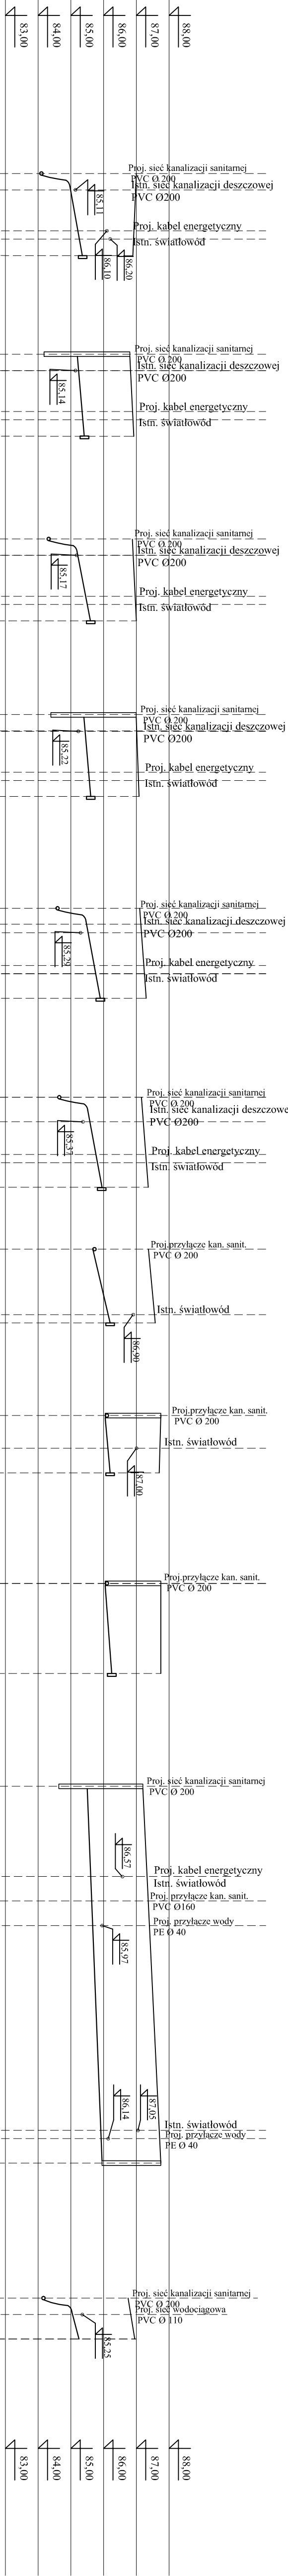 83,00
84,00
85,00
86,00
87,00
88,00
Proj. sieć kanalizacji sanitarnej
PVC Ø 200
Istn. sieć kanalizacji deszczowej
PVC Ø200
85,11
Proj. kabel energetyczny
Istn. światłowód
86,10
86,20
Proj. sieć kanalizacji sanitarnej
PVC Ø 200
Istn. sieć kanalizacji deszczowej
PVC Ø200
85,14
Proj. kabel energetyczny
Istn. światłowód
Proj. sieć kanalizacji sanitarnej
PVC Ø 200
Istn. sieć kanalizacji deszczowej
PVC Ø200
85,17
Proj. kabel energetyczny
Istn. światłowód
Proj. sieć kanalizacji sanitarnej
PVC Ø 200
Istn. sieć kanalizacji deszczowej
PVC Ø200
85,22
Proj. kabel energetyczny
Istn. światłowód
Proj. sieć kanalizacji sanitarnej
PVC Ø 200
Istn. sieć kanalizacji deszczowej
PVC Ø200
85,29
Proj. kabel energetyczny
Istn. światłowód
Proj. sieć kanalizacji sanitarnej
PVC Ø 200
Istn. sieć kanalizacji deszczowe
PVC Ø200
85,37
Proj. kabel energetyczny
Istn. światłowód
Proj.przyłącze kan. sanit.
PVC Ø 200
Istn. światłowód
86,90
Proj.przyłącze kan. sanit.
PVC Ø 200
Istn. światłowód
87,00
Proj.przyłącze kan. sanit.
PVC Ø 200
Proj. sieć kanalizacji sanitarnej
PVC Ø 200
86,57
Proj. kabel energetyczny
Istn. światłowód
Proj. przyłącze kan. sanit.
PVC Ø160
Proj. przyłącze wody
PE Ø 40
85,97
86,14
87,05
Istn. światłowód
Proj. przyłącze wody
PE Ø 40
Proj. sieć kanalizacji sanitarnej
PVC Ø 200
Proj. sieć wodociągowa
PVC Ø 110
85,25
83,00
84,00
85,00
86,00
87,00
88,00